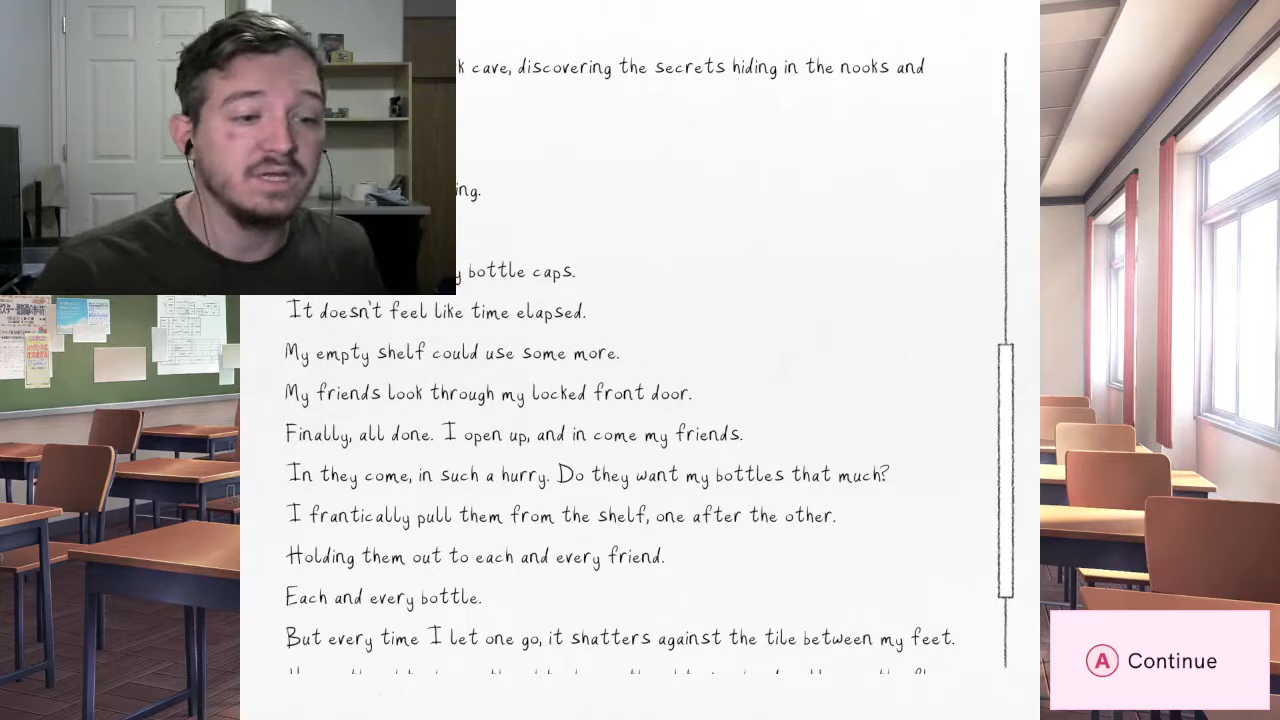 k cave, discovering the secrets hiding in the nooks and
ing.
y bottle caps.
It doesn't feel like time elapsed.
My empty shelf could use some more.
My friends look through my locked front door.
Finally, all done. I open up, and in come my friends.
In they come, in such a hurry. Do they want my bottles that much?
I frantically pull them from the shelf, one after the other.
Holding them out to each and every friend.
Each and every bottle.
But every time I let one go, it shatters against the tile between my feet.
A Continue